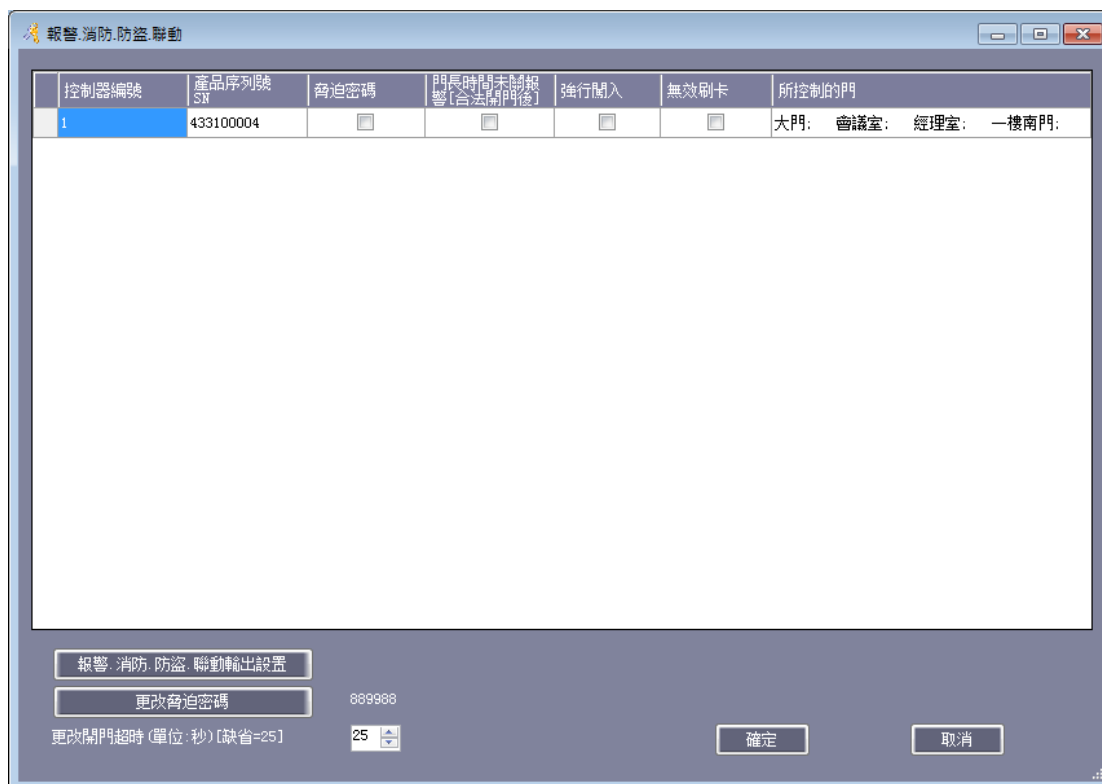 報警.消防.防盜.聯動
控制器編號 產品序列號 SN 脅迫密碼 門長時間未關報警[合法開門後] 強行闖入 無效刷卡 所控制的門
1 433100004 大門; 會議室; 經理室; 一樓南門;
報警.消防.防盜.聯動輸出設置
更改脅迫密碼 889988
更改開門超時(單位:秒)[缺省=25] 25 確定 取消